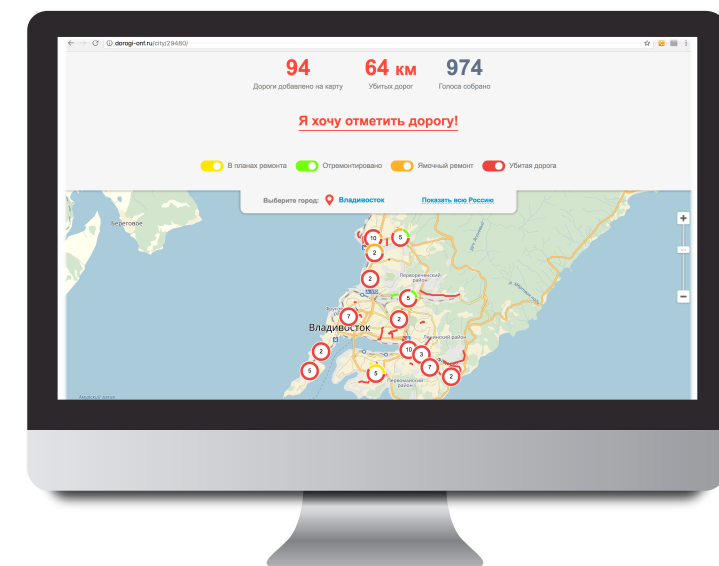 dorogi-onf.ru/city/29460/
94
64 км
974
Дороги добавлено на карту
Убитых дорог
Голоса собрано
Я хочу отметить дорогу!
В планах ремонта
Отремонтировано
Ямочный ремонт
Убитая дорога
Выберите город:
Владивосток
Показать всю Россию
Береговое
10
5
2
Первореченский
район
2
5
7
2
Владивосток
Ленинский район
2
10
3
7
5
5
2
Первомайский
район